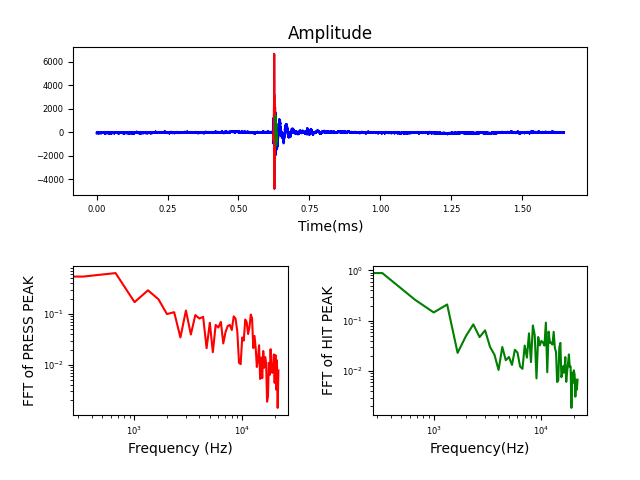 Amplitude
6000
4000
2000
0
−2000
−4000
0.00 0.25 0.50 0.75 1.00 1.25 1.50
Time(ms)
FFT of PRESS PEAK
10⁻¹
10⁻²
10³ 10⁴
Frequency (Hz)
FFT of HIT PEAK
10⁰
10⁻¹
10⁻²
10³ 10⁴
Frequency(Hz)